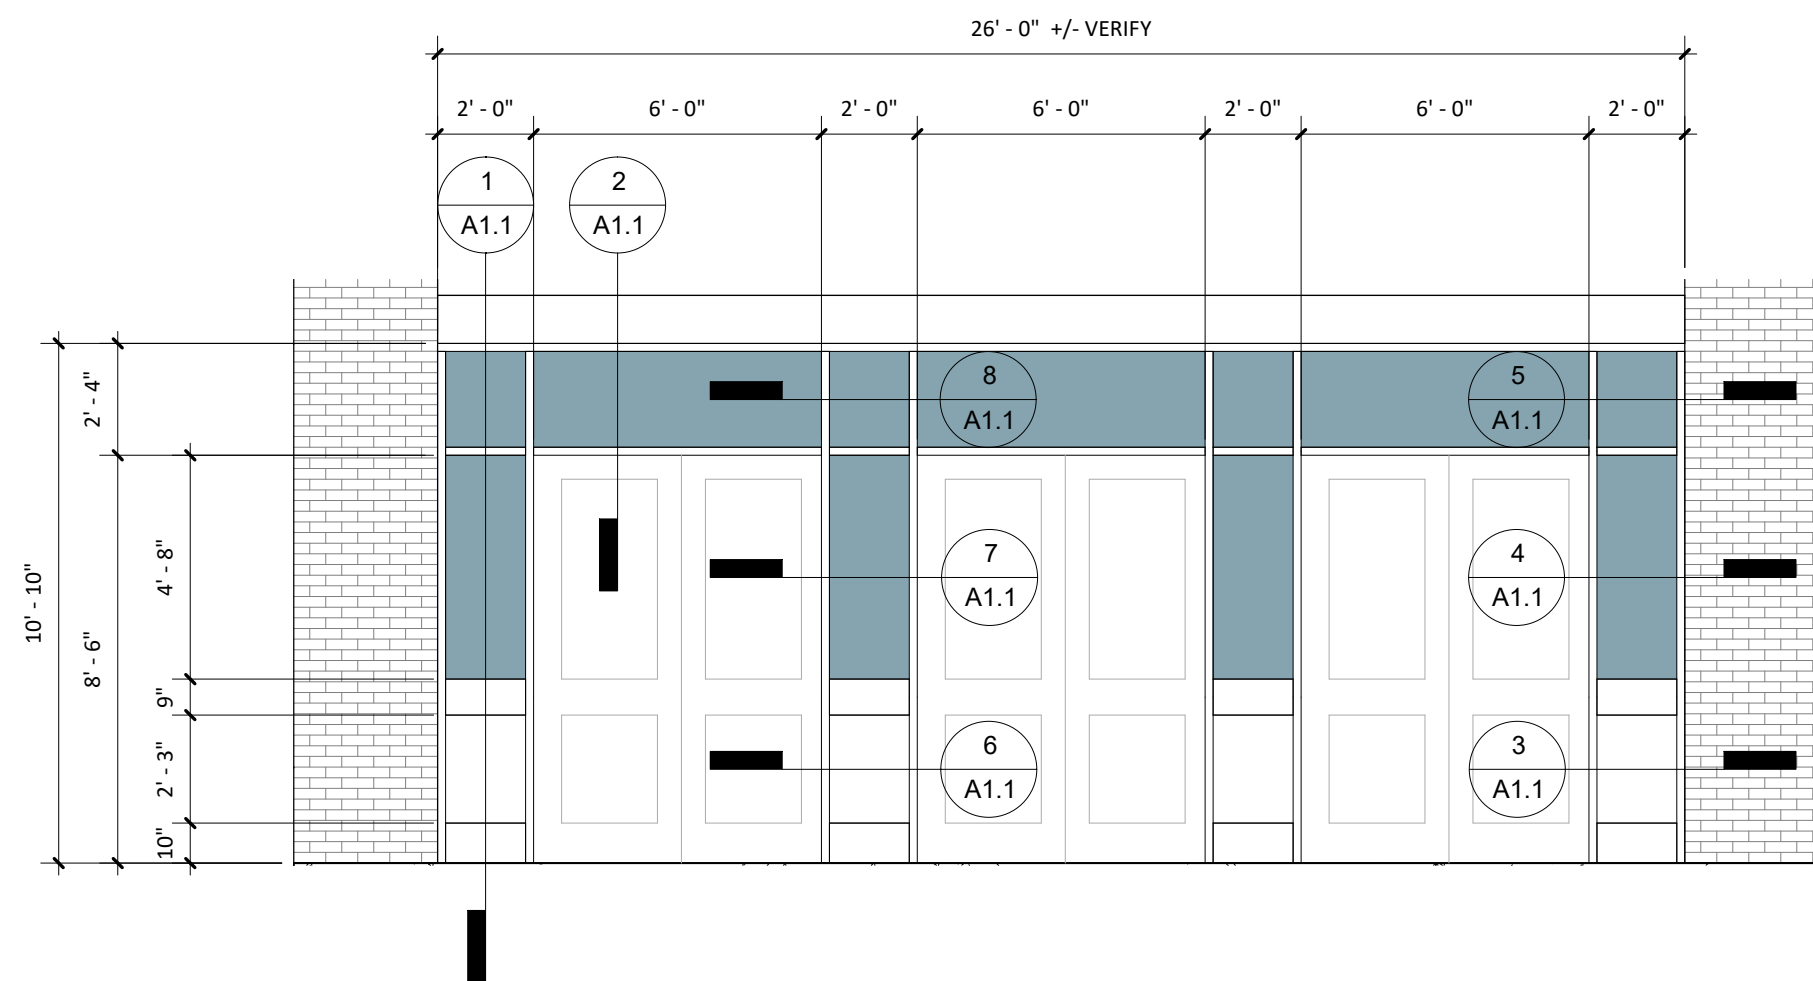 26' - 0" +/- VERIFY
2' - 0" 6' - 0" 2' - 0" 6' - 0" 2' - 0" 6' - 0" 2' - 0"
1
A1.1
2
A1.1
8
A1.1
5
A1.1
2' - 4"
7
A1.1
4
A1.1
4' - 8"
10' - 10"
8' - 6"
9"
6
A1.1
3
A1.1
2' - 3"
10"